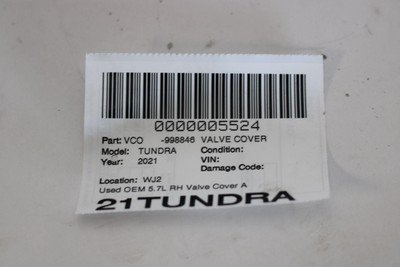 0000005524
Part: VCO -998846 VALVE COVER
Model: TUNDRA Condition:
Year: 2021 VIN:
Damage Code:
Location: WJ2
Used OEM 5.7L RH Valve Cover A
21TUNDRA